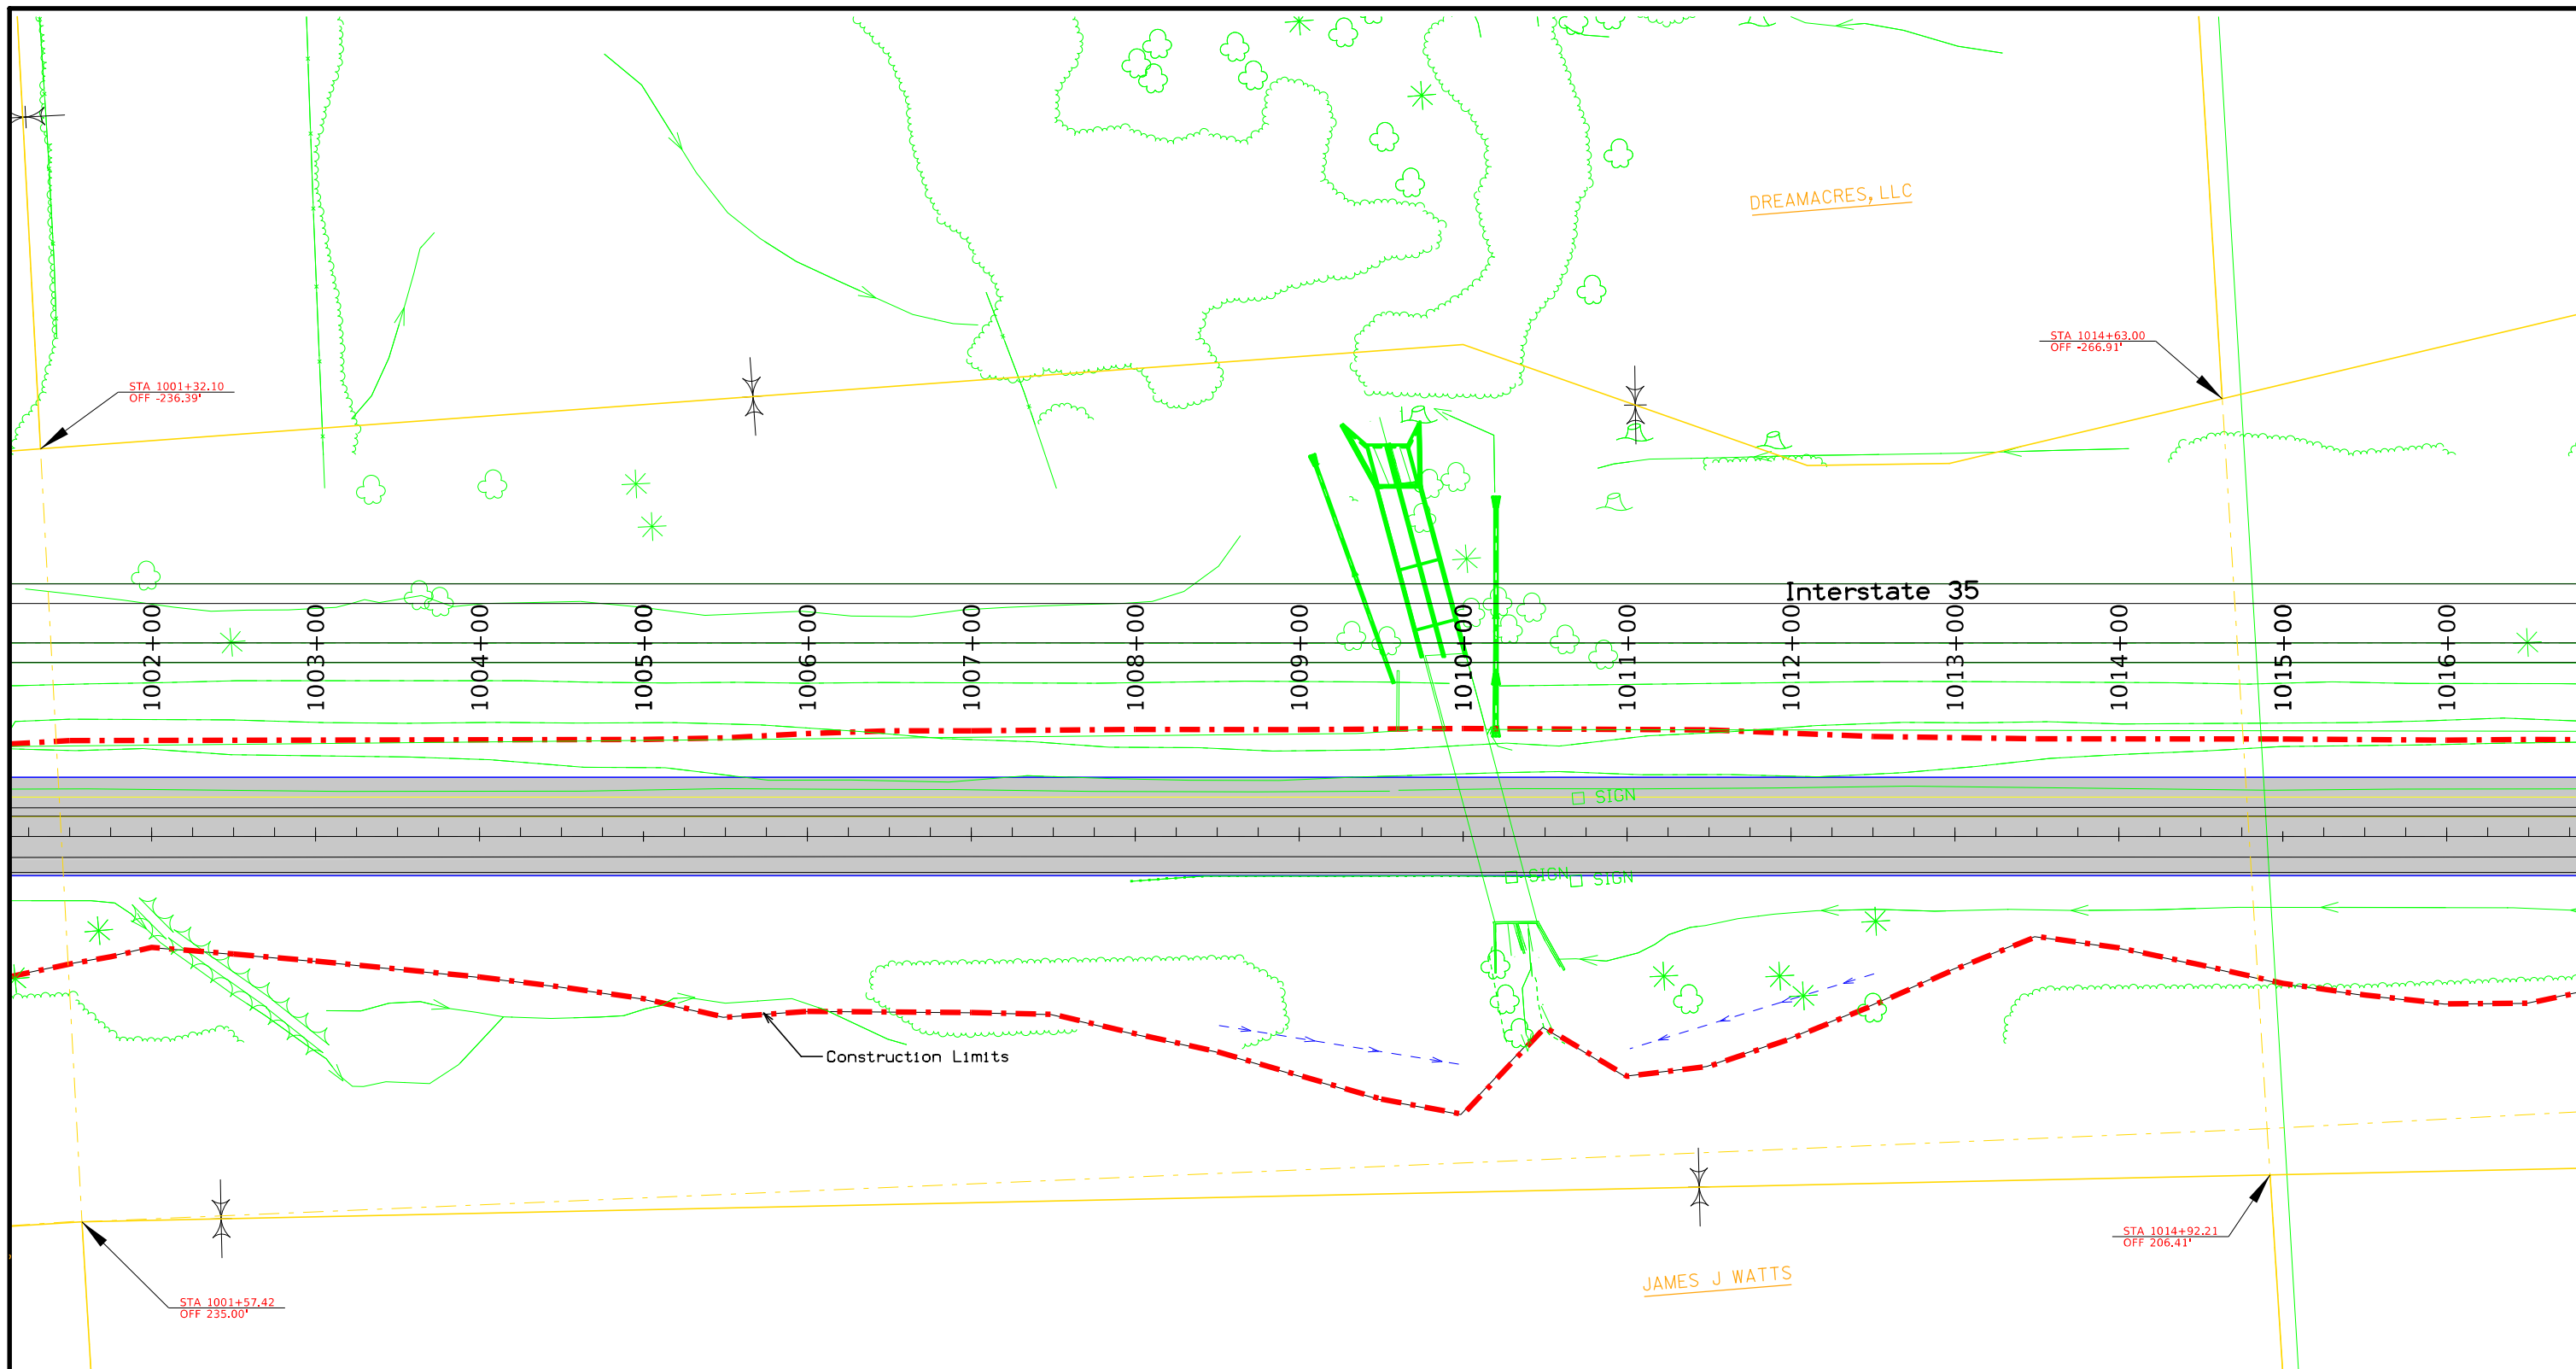 DREAMACRES, LLC
STA 1014+63.00
OFF -266.91'
STA 1001+32.10
OFF -236.39'
Interstate 35
1002+00
1003+00
1004+00
1005+00
1006+00
1007+00
1008+00
1009+00
1010+00
1011+00
1012+00
1013+00
1014+00
1015+00
1016+00
SIGN
SIGN
SIGN
Construction Limits
STA 1014+92.21
OFF 206.41'
JAMES J WATTS
STA 1001+57.42
OFF 235.00'